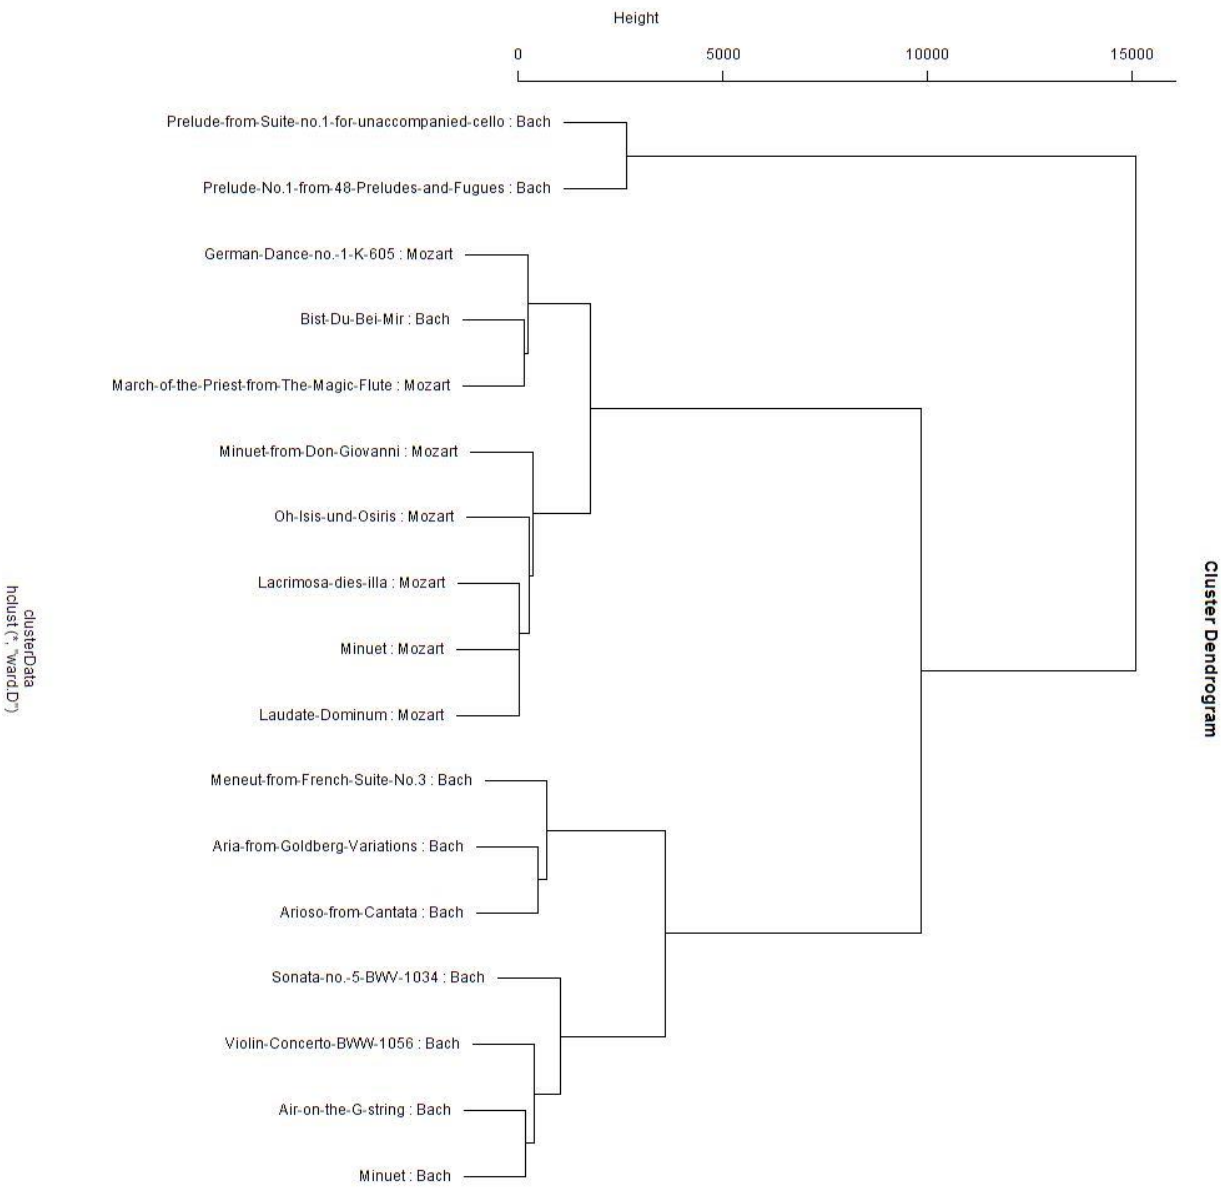 Height
0 5000 10000 15000
Prelude-from-Suite-no.1-for-unaccompanied-cello : Bach
Prelude-No.1-from-48-Preludes-and-Fugues : Bach
German-Dance-no.-1-K-605 : Mozart
Bist-Du-Bei-Mir : Bach
March-of-the-Priest-from-The-Magic-Flute : Mozart
Minuet-from-Don-Giovanni : Mozart
Oh-Isis-und-Osiris : Mozart
Lacrimosa-dies-illa : Mozart
Minuet : Mozart
Laudate-Dominum : Mozart
Meneut-from-French-Suite-No.3 : Bach
Aria-from-Goldberg-Variations : Bach
Arioso-from-Cantata : Bach
Sonata-no.-5-BWV-1034 : Bach
Violin-Concerto-BWW-1056 : Bach
Air-on-the-G-string : Bach
Minuet : Bach
Cluster Dendrogram
clusterData
hclust (*, "ward.D")